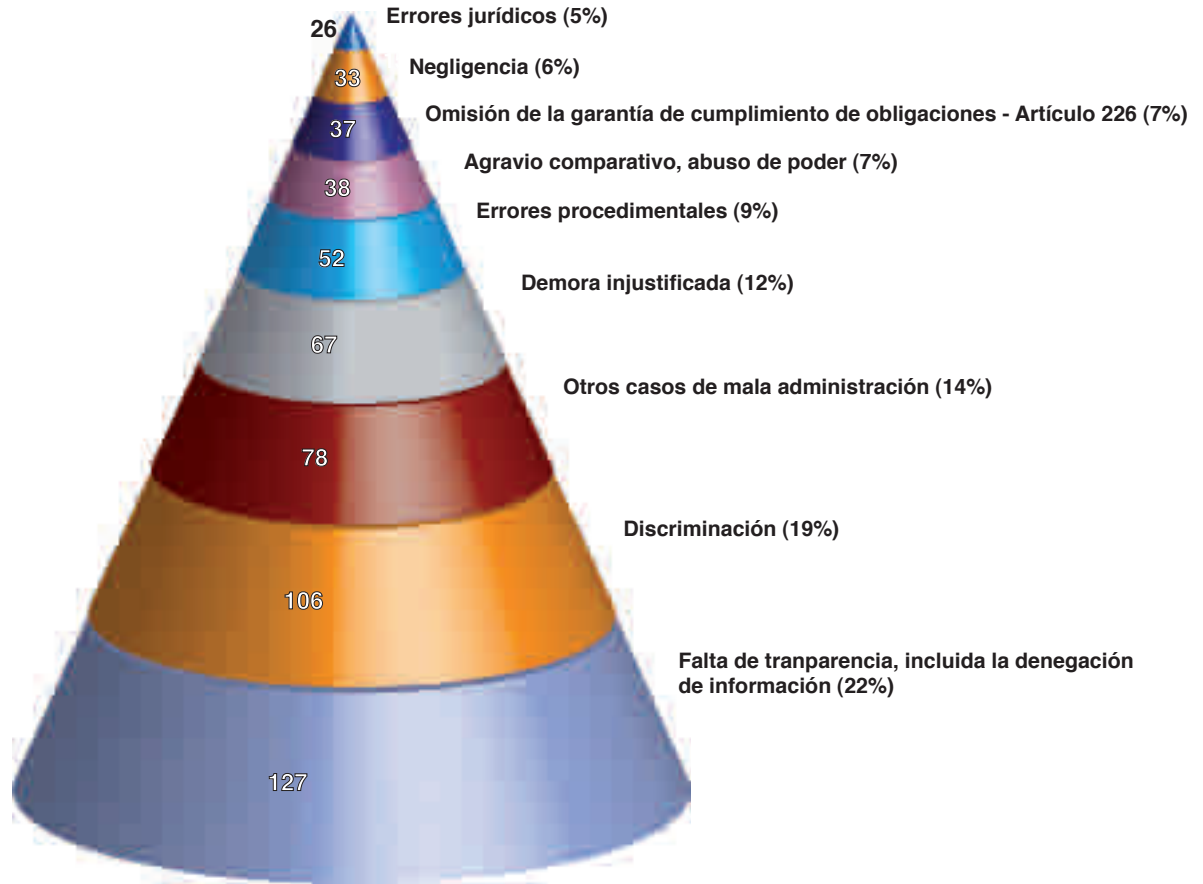 26
Errores jurídicos (5%)
33
Negligencia (6%)
37
Omisión de la garantía de cumplimiento de obligaciones - Artículo 226 (7%)
38
Agravio comparativo, abuso de poder (7%)
52
Errores procedimentales (9%)
67
Demora injustificada (12%)
78
Otros casos de mala administración (14%)
106
Discriminación (19%)
127
Falta de tranparencia, incluida la denegación
de información (22%)